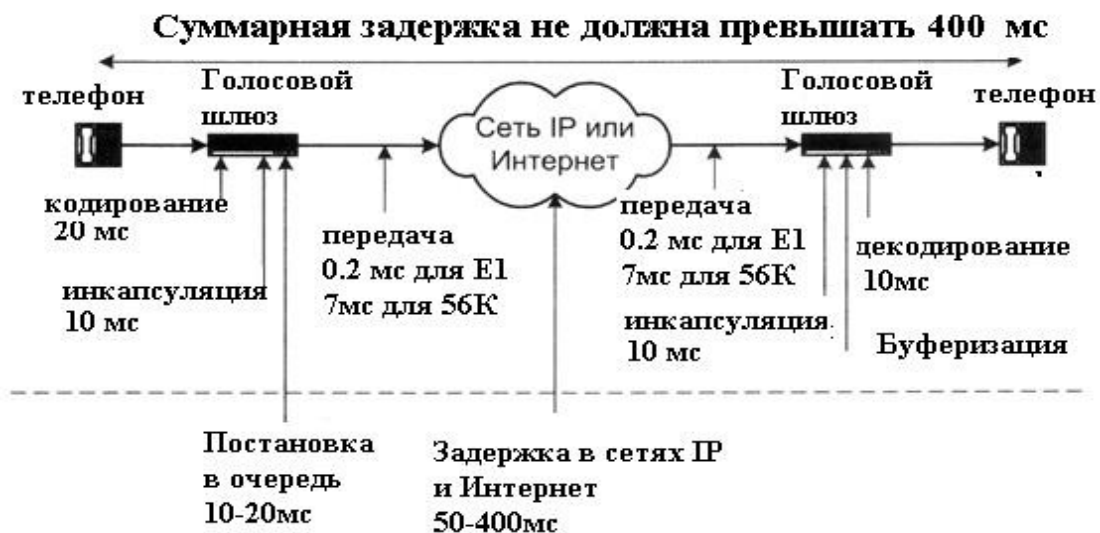 Суммарная задержка не должна превышать 400 мс
телефон
Голосовой
шлюз
Сеть IP или
Интернет
Голосовой
шлюз
телефон
кодирование
20 мс
инкапсуляция
10 мс
передача
0.2 мс для Е1
7мс для 56К
передача
0.2 мс для Е1
7мс для 56К
инкапсуляция
10 мс
декодирование
10мс
Буферизация
Постановка
в очередь
10-20мс
Задержка в сетях IP
и Интернет
50-400мс